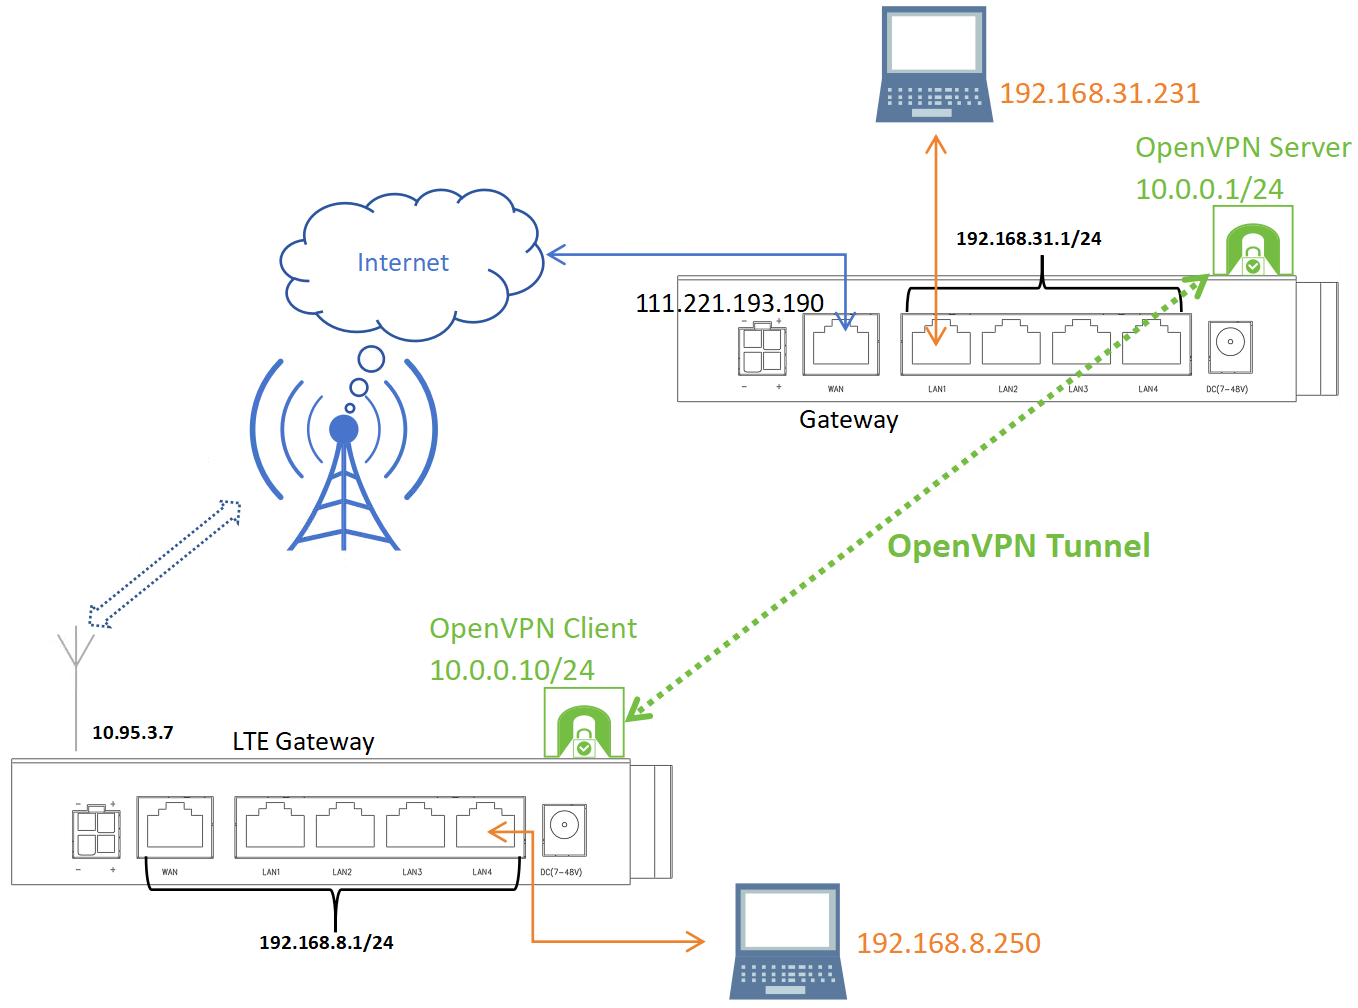 192.168.31.231
OpenVPN Server
10.0.0.1/24
192.168.31.1/24
Internet
111.221.193.190
- +
- +
WAN
LAN1
LAN2
LAN3
LAN4
DC(7-48V)
Gateway
OpenVPN Tunnel
OpenVPN Client
10.0.0.10/24
10.95.3.7
LTE Gateway
- +
- +
WAN
LAN1
LAN2
LAN3
LAN4
DC(7-48V)
192.168.8.1/24
192.168.8.250